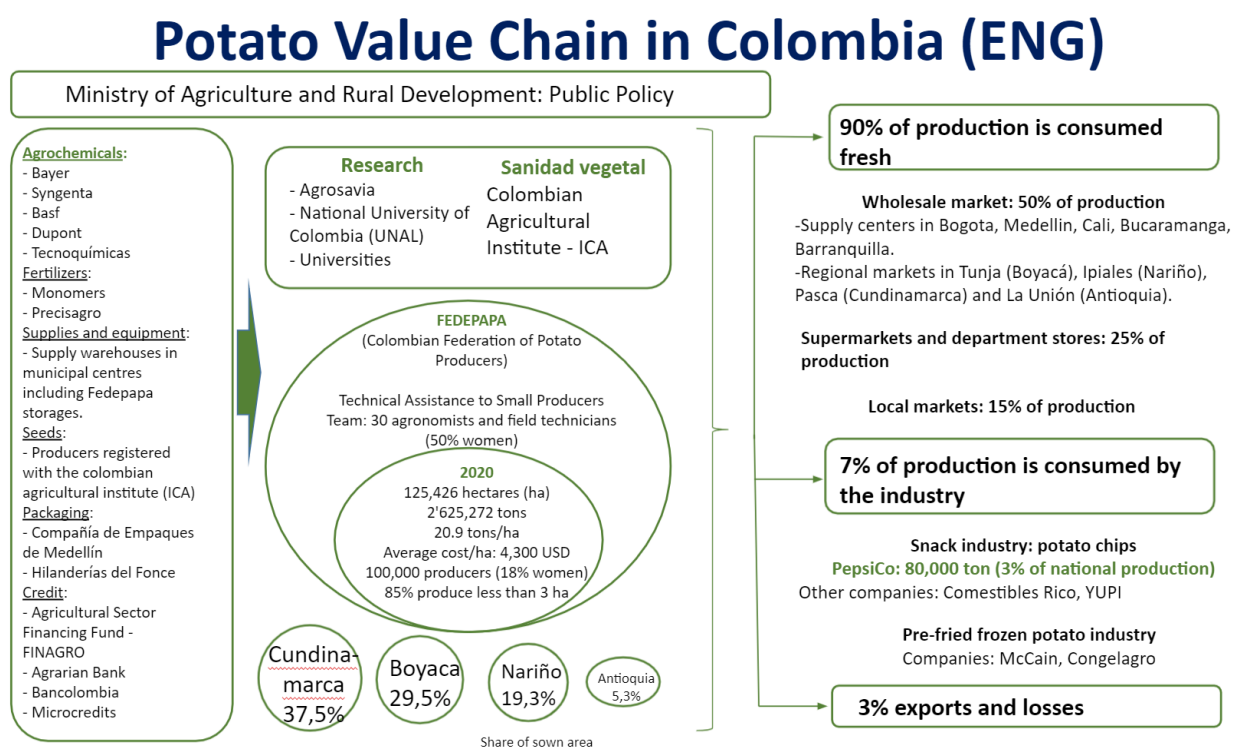 Potato Value Chain in Colombia (ENG)
Ministry of Agriculture and Rural Development: Public Policy
Agrochemicals:
- Bayer
- Syngenta
- Basf
- Dupont
- Tecnoquímicas
Fertilizers:
- Monomers
- Precisagro
Supplies and equipment:
- Supply warehouses in
municipal centres
including Fedepapa
storages.
Seeds:
- Producers registered
with the colombian
agricultural institute (ICA)
Packaging:
- Compañía de Empaques
de Medellín
- Hilanderías del Fonce
Credit:
- Agricultural Sector
Financing Fund -
FINAGRO
- Agrarian Bank
- Bancolombia
- Microcredits
Research
- Agrosavia
- National University of
Colombia (UNAL)
- Universities
Sanidad vegetal
Colombian
Agricultural
Institute - ICA
FEDEPAPA
(Colombian Federation of Potato
Producers)
Technical Assistance to Small Producers
Team: 30 agronomists and field technicians
(50% women)
2020
125,426 hectares (ha)
2'625,272 tons
20.9 tons/ha
Average cost/ha: 4,300 USD
100,000 producers (18% women)
85% produce less than 3 ha
Cundina-
marca
37,5%
Boyaca
29,5%
Nariño
19,3%
Antioquia
5,3%
Share of sown area
90% of production is consumed
fresh
Wholesale market: 50% of production
-Supply centers in Bogota, Medellin, Cali, Bucaramanga,
Barranquilla.
-Regional markets in Tunja (Boyacá), Ipiales (Nariño),
Pasca (Cundinamarca) and La Unión (Antioquia).
Supermarkets and department stores: 25% of
production
Local markets: 15% of production
7% of production is consumed by
the industry
Snack industry: potato chips
PepsiCo: 80,000 ton (3% of national production)
Other companies: Comestibles Rico, YUPI
Pre-fried frozen potato industry
Companies: McCain, Congelagro
3% exports and losses